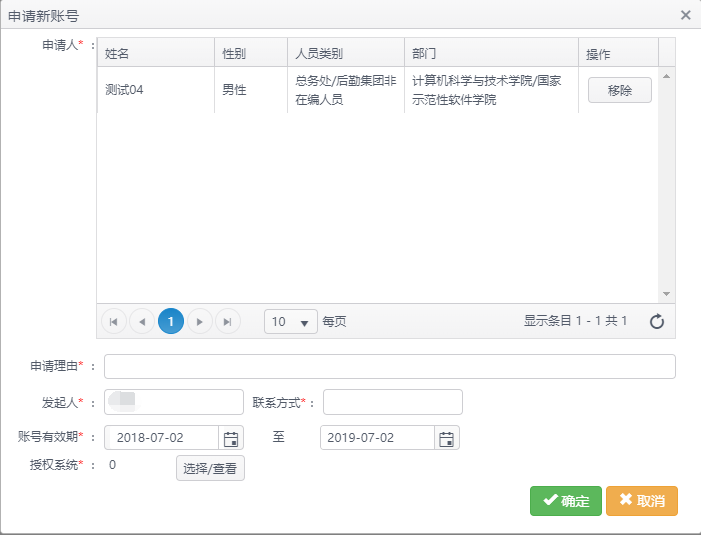 申请新账号
申请人* :
姓名 性别 人员类别 部门 操作
测试04 男性 总务处/后勤集团非在编人员 计算机科学与技术学院/国家示范性软件学院 移除
1 10 每页 显示条目 1 - 1 共 1
申请理由* :
发起人* : 联系方式* :
账号有效期* : 2018-07-02 至 2019-07-02
授权系统* : 0 选择/查看
确定 取消